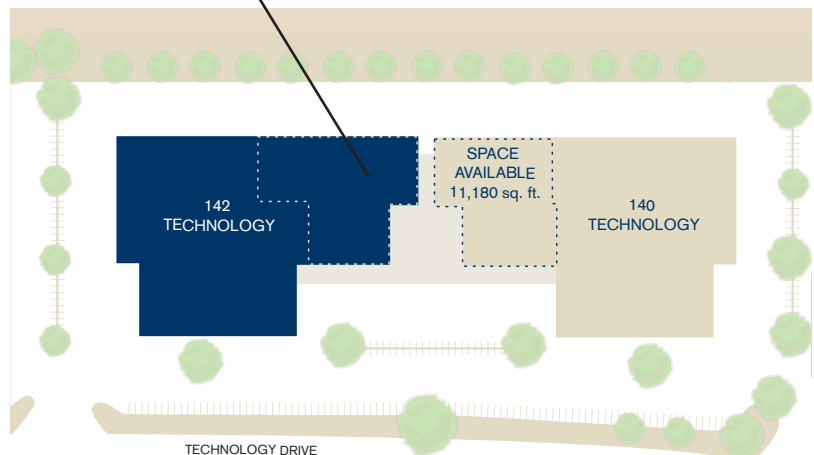 SPACE
AVAILABLE
11,180 sq. ft.
142
TECHNOLOGY
140
TECHNOLOGY
TECHNOLOGY DRIVE